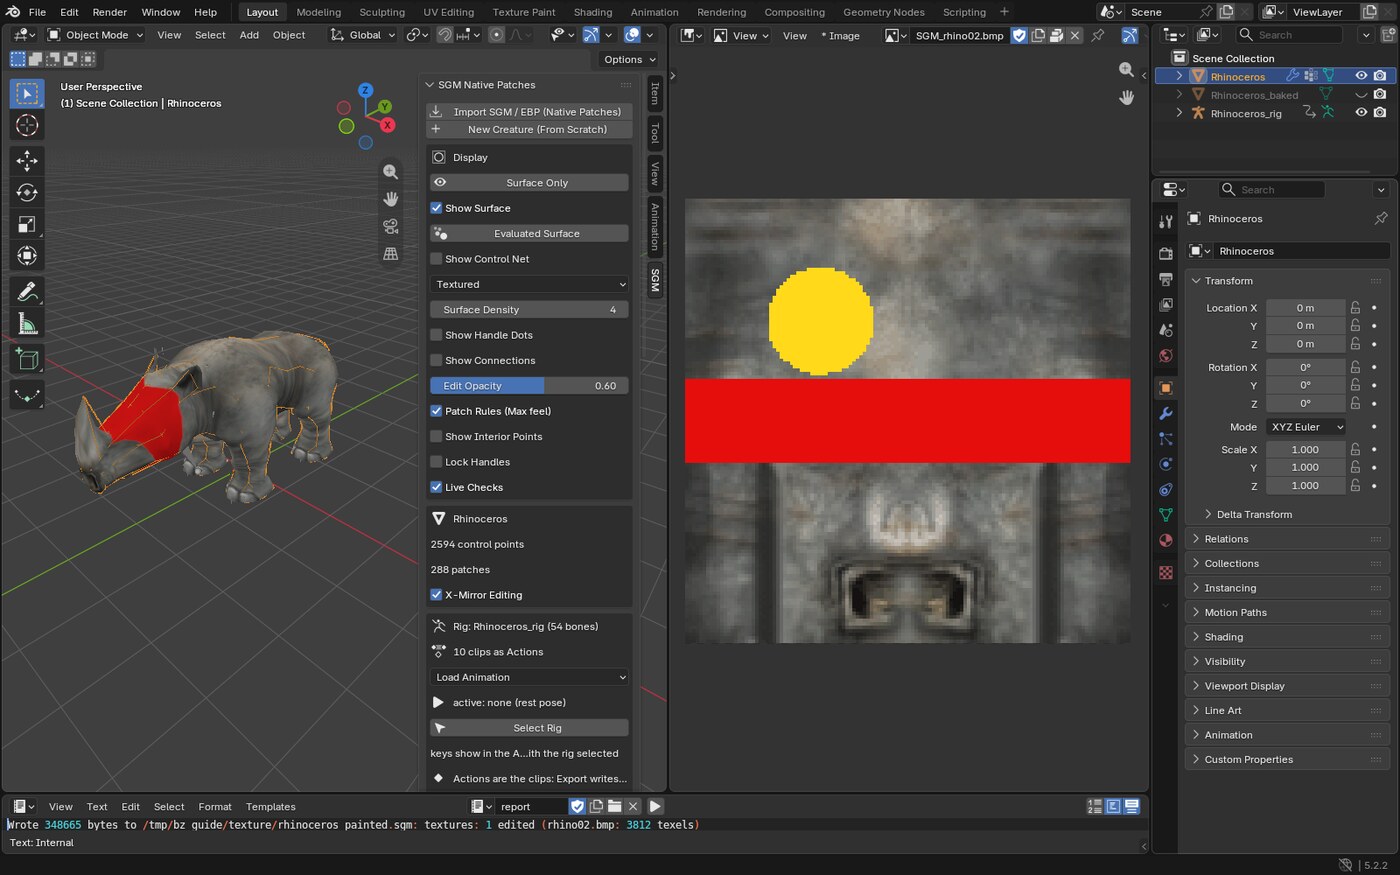 File Edit Render Window Help Layout Modeling Sculpting UV Editing Texture Paint Shading Animation Rendering Compositing Geometry Nodes Scripting Scene ViewLayer
Object Mode View Select Add Object Global
View View * Image SGM_rhino02.bmp
Search
Options
User Perspective
(1) Scene Collection | Rhinoceros
Z
Y
X
SGM Native Patches
Import SGM / EBP (Native Patches)
New Creature (From Scratch)
Display
Surface Only
Show Surface
Evaluated Surface
Show Control Net
Textured
Surface Density 4
Show Handle Dots
Show Connections
Edit Opacity 0.60
Patch Rules (Max feel)
Show Interior Points
Lock Handles
Live Checks
Rhinoceros
2594 control points
288 patches
X-Mirror Editing
Rig: Rhinoceros_rig (54 bones)
10 clips as Actions
Load Animation
active: none (rest pose)
Select Rig
keys show in the A...ith the rig selected
Actions are the clips: Export writes...
Item
Tool
View
Animation
SGM
Scene Collection
Rhinoceros
Rhinoceros_baked
Rhinoceros_rig
Search
Rhinoceros
Rhinoceros
Transform
Location X 0 m
Y 0 m
Z 0 m
Rotation X 0°
Y 0°
Z 0°
Mode XYZ Euler
Scale X 1.000
Y 1.000
Z 1.000
Delta Transform
Relations
Collections
Instancing
Motion Paths
Shading
Visibility
Viewport Display
Line Art
Animation
Custom Properties
View Text Edit Select Format Templates report
Wrote 348665 bytes to /tmp/bz_guide/texture/rhinoceros_painted.sgm: textures: 1 edited (rhino02.bmp: 3812 texels)
Text: Internal
5.2.2